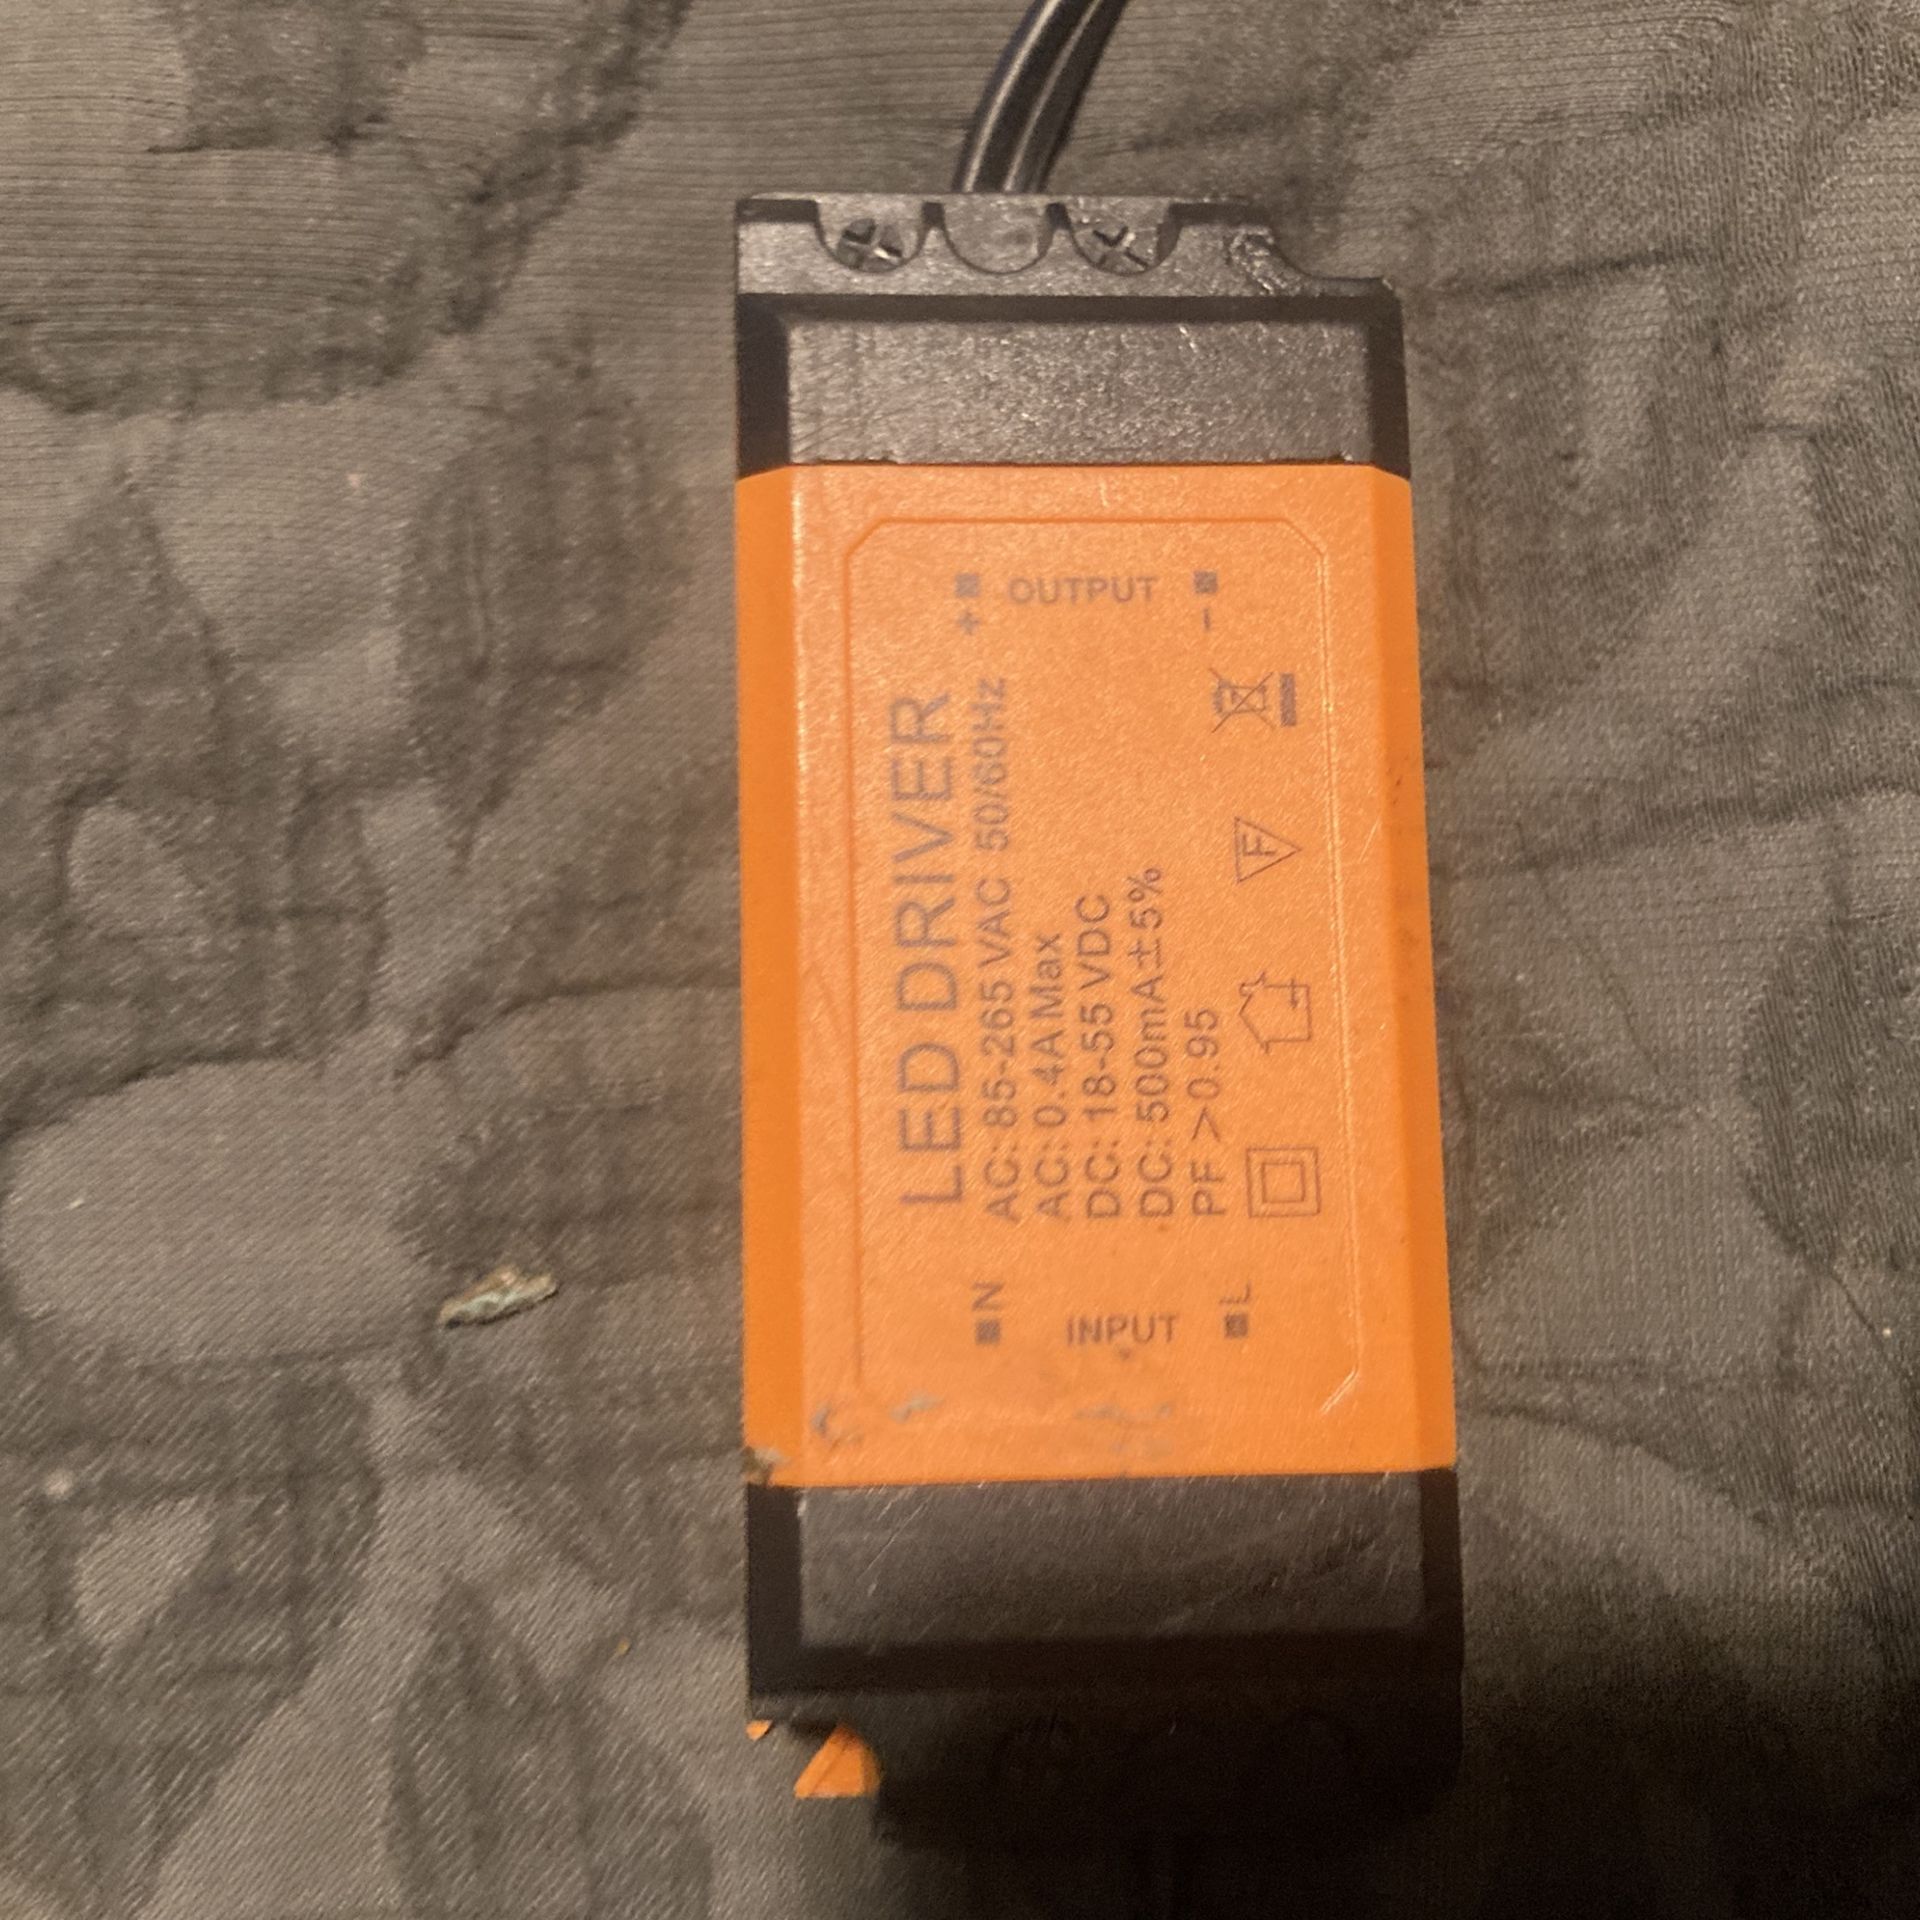 + OUTPUT -
LED DRIVER
AC: 85-265 VAC 50/60Hz
AC: 0.4A Max
DC: 18-55 VDC
DC: 500mA±5%
PF >0.95
F
N INPUT L